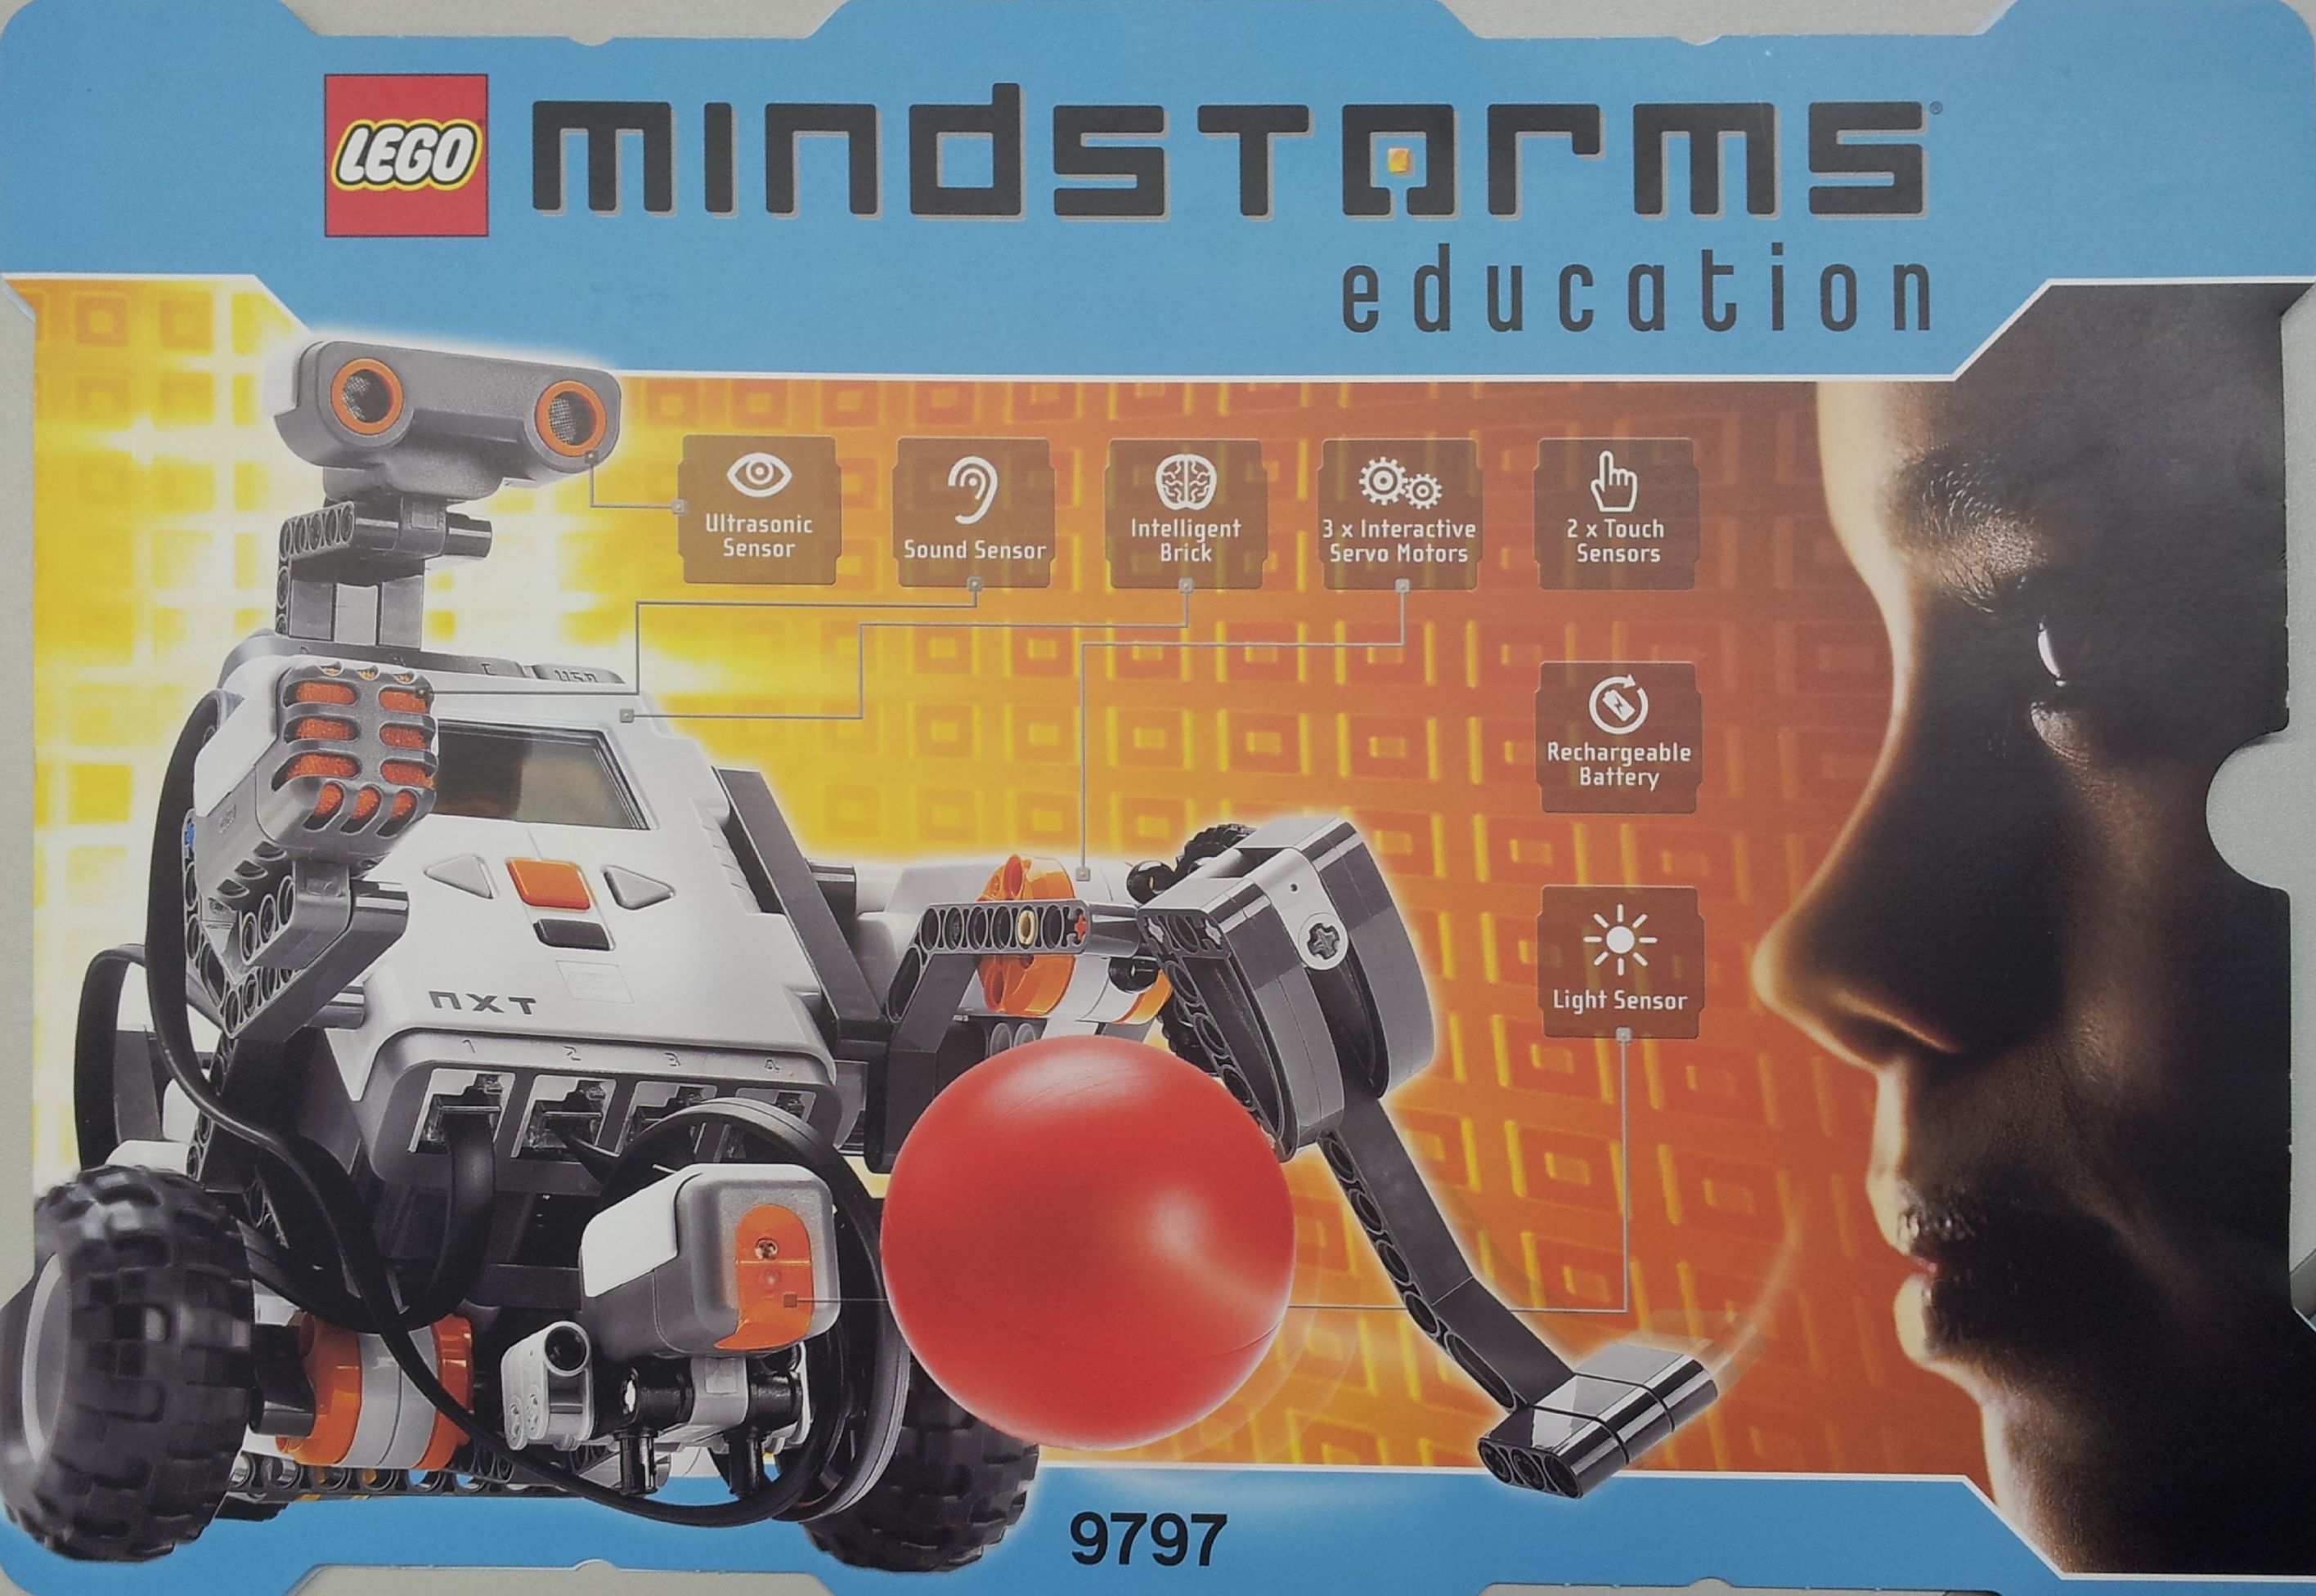 LEGO mindstorms®
education
Ultrasonic
Sensor
Sound Sensor
Intelligent
Brick
3 x Interactive
Servo Motors
2 x Touch
Sensors
Rechargeable
Battery
Light Sensor
C USB
NXT
1 2 3 4
9797